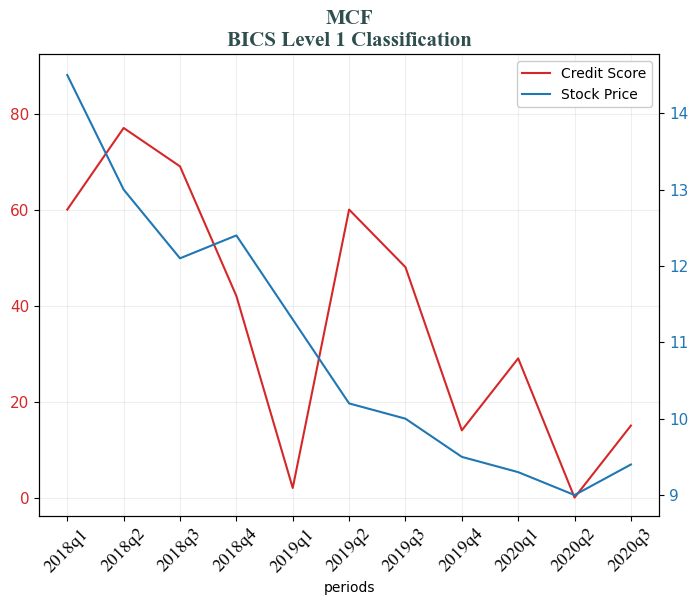 MCF
BICS Level 1 Classification
Credit Score
Stock Price
80
60
40
20
0
14
13
12
11
10
9
2018q1
2018q2
2018q3
2018q4
2019q1
2019q2
2019q3
2019q4
2020q1
2020q2
2020q3
periods